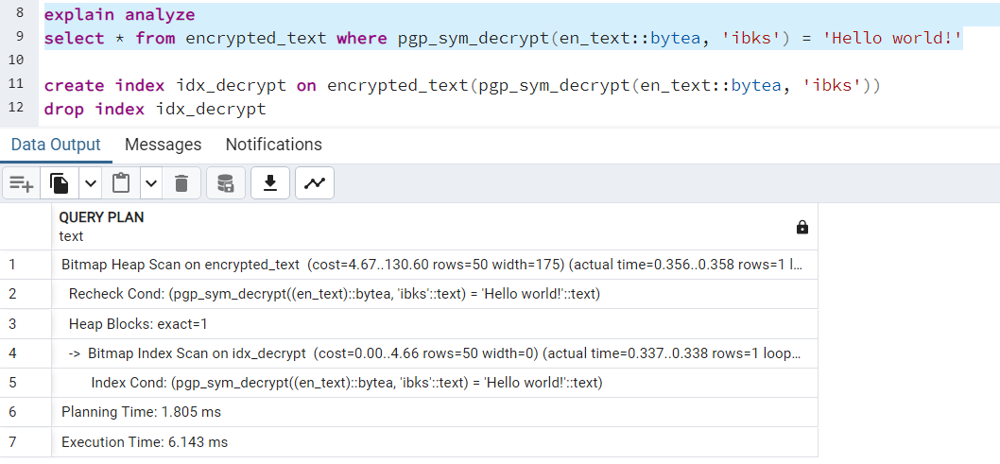 8 explain analyze
9 select * from encrypted_text where pgp_sym_decrypt(en_text::bytea, 'ibks') = 'Hello world!'
10
11 create index idx_decrypt on encrypted_text(pgp_sym_decrypt(en_text::bytea, 'ibks'))
12 drop index idx_decrypt
Data Output Messages Notifications
QUERY PLAN
text
1 Bitmap Heap Scan on encrypted_text (cost=4.67..130.60 rows=50 width=175) (actual time=0.356..0.358 rows=1 l...
2 Recheck Cond: (pgp_sym_decrypt((en_text)::bytea, 'ibks'::text) = 'Hello world!'::text)
3 Heap Blocks: exact=1
4 -> Bitmap Index Scan on idx_decrypt (cost=0.00..4.66 rows=50 width=0) (actual time=0.337..0.338 rows=1 loop...
5 Index Cond: (pgp_sym_decrypt((en_text)::bytea, 'ibks'::text) = 'Hello world!'::text)
6 Planning Time: 1.805 ms
7 Execution Time: 6.143 ms